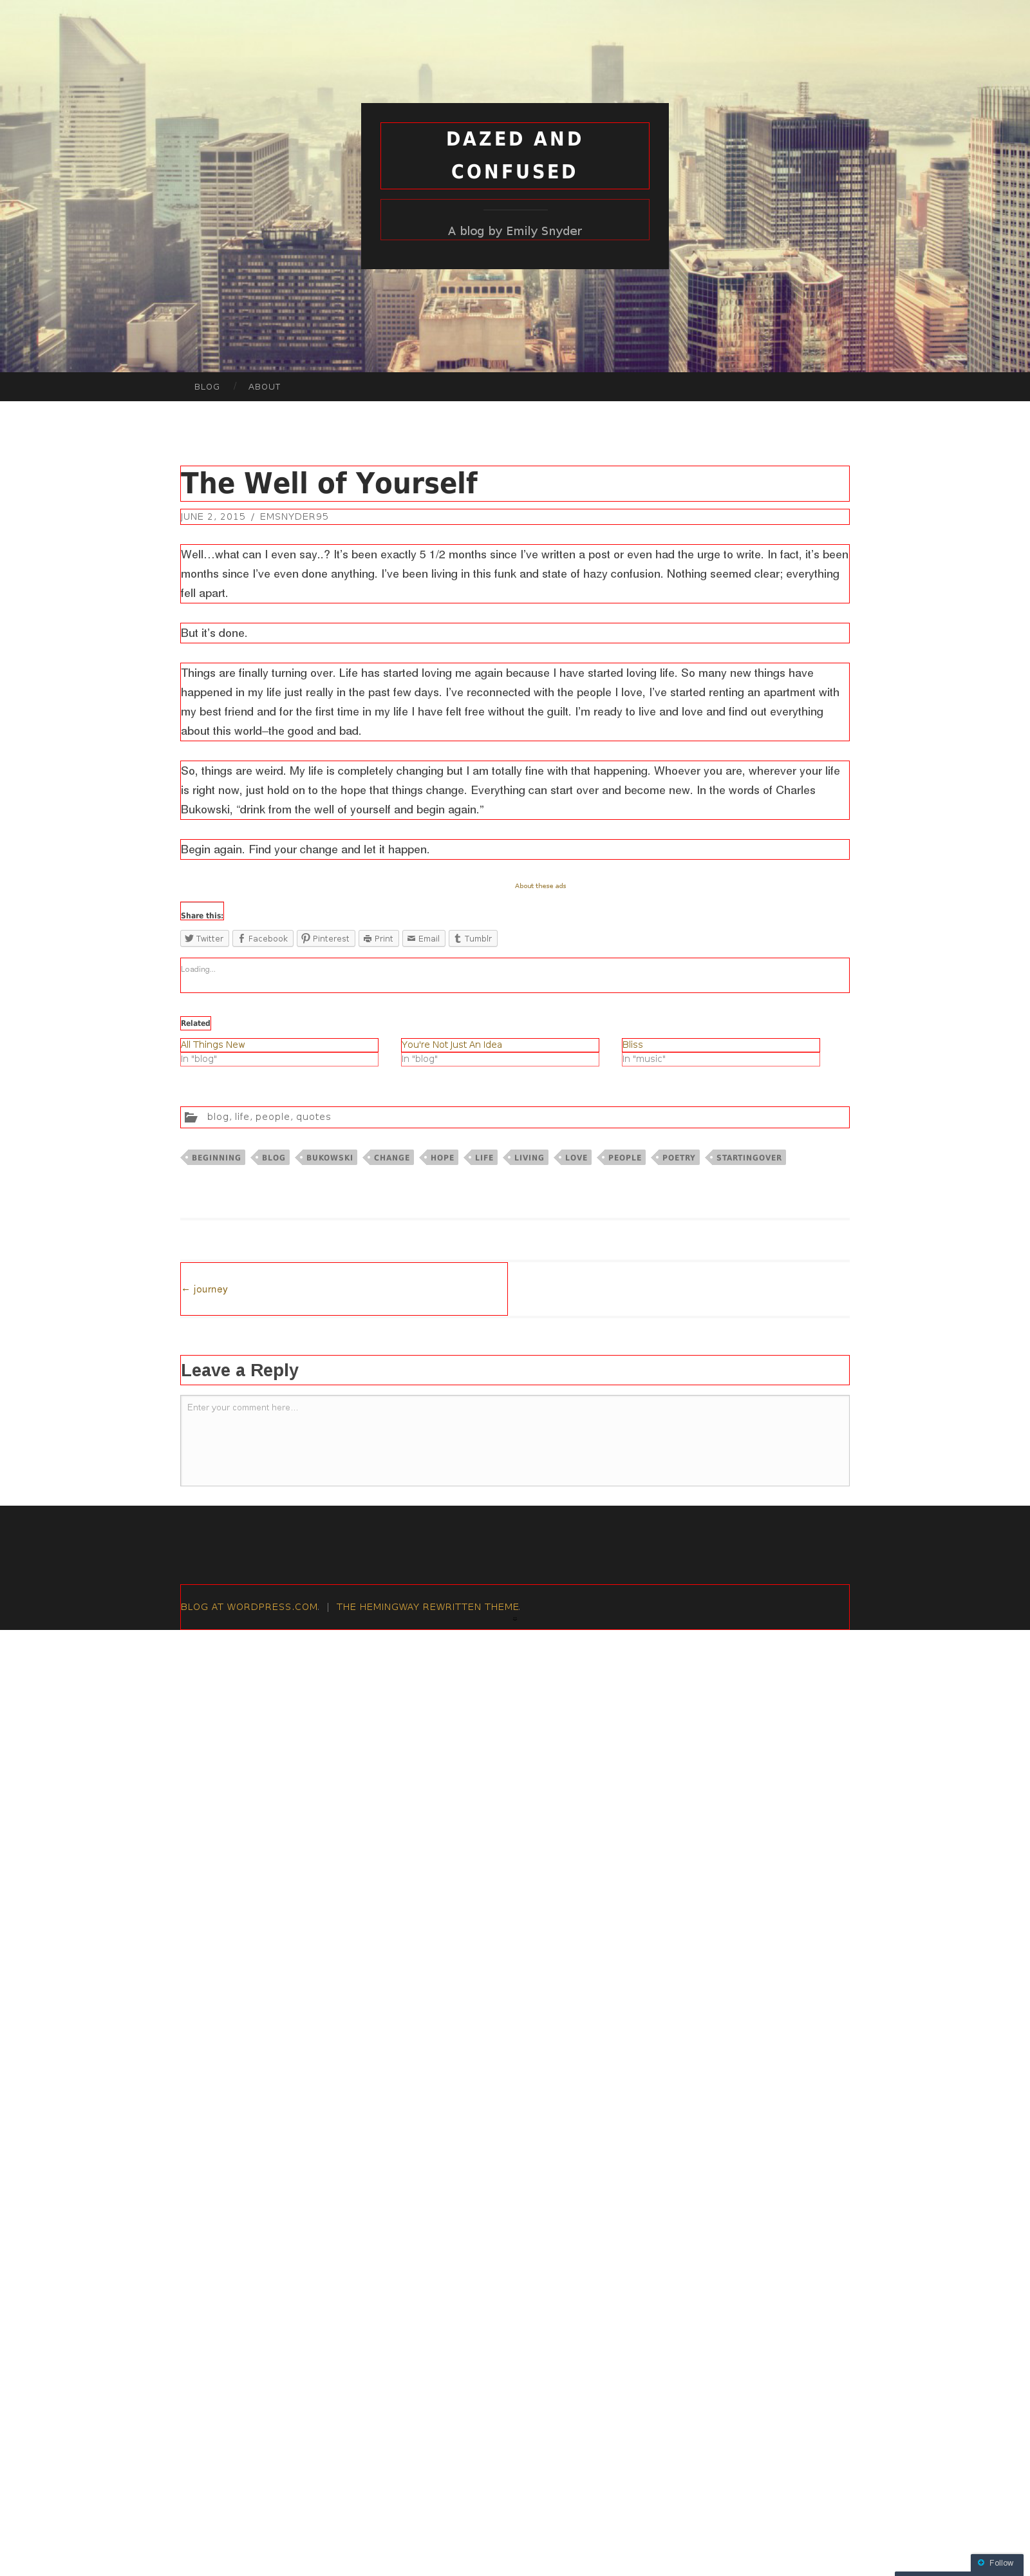 DAZED AND
CONFUSED
A blog by Emily Snyder
BLOG / ABOUT
The Well of Yourself
JUNE 2, 2015 / EMSNYDER95
Well…what can I even say..? It's been exactly 5 1/2 months since I've written a post or even had the urge to write. In fact, it's been
months since I've even done anything. I've been living in this funk and state of hazy confusion. Nothing seemed clear; everything
fell apart.
But it's done.
Things are finally turning over. Life has started loving me again because I have started loving life. So many new things have
happened in my life just really in the past few days. I've reconnected with the people I love, I've started renting an apartment with
my best friend and for the first time in my life I have felt free without the guilt. I'm ready to live and love and find out everything
about this world–the good and bad.
So, things are weird. My life is completely changing but I am totally fine with that happening. Whoever you are, wherever your life
is right now, just hold on to the hope that things change. Everything can start over and become new. In the words of Charles
Bukowski, “drink from the well of yourself and begin again.”
Begin again. Find your change and let it happen.
About these ads
Share this:
Twitter Facebook Pinterest Print Email Tumblr
Loading...
Related
All Things New You're Not Just An Idea Bliss
In "blog" In "blog" In "music"
blog, life, people, quotes
BEGINNING BLOG BUKOWSKI CHANGE HOPE LIFE LIVING LOVE PEOPLE POETRY STARTINGOVER
← journey
Leave a Reply
Enter your comment here...
BLOG AT WORDPRESS.COM. | THE HEMINGWAY REWRITTEN THEME.
Follow